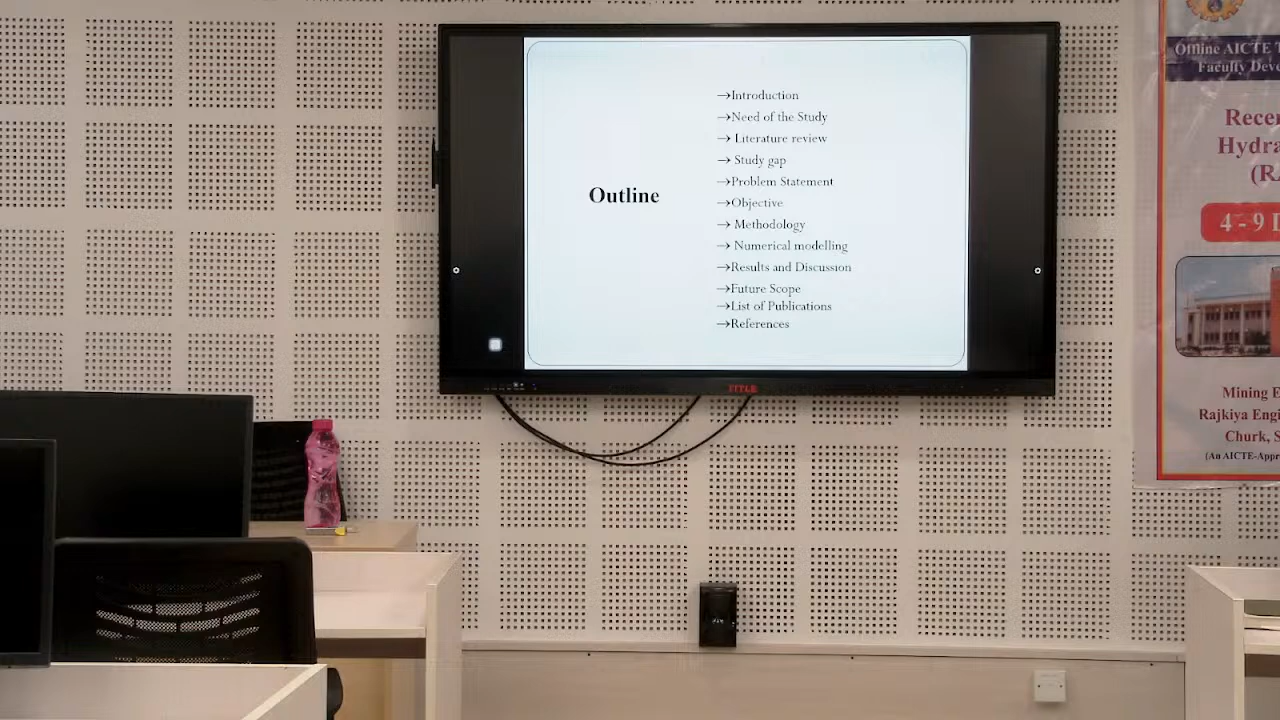 Outline
→Introduction
→Need of the Study
→ Literature review
→ Study gap
→Problem Statement
→Objective
→ Methodology
→ Numerical modelling
→Results and Discussion
→Future Scope
→List of Publications
→References
Offline AICTE
Faculty
Hydra
4 - 9
Mining E
Rajkiya Engi
Churk, S
(An AICTE-Appr